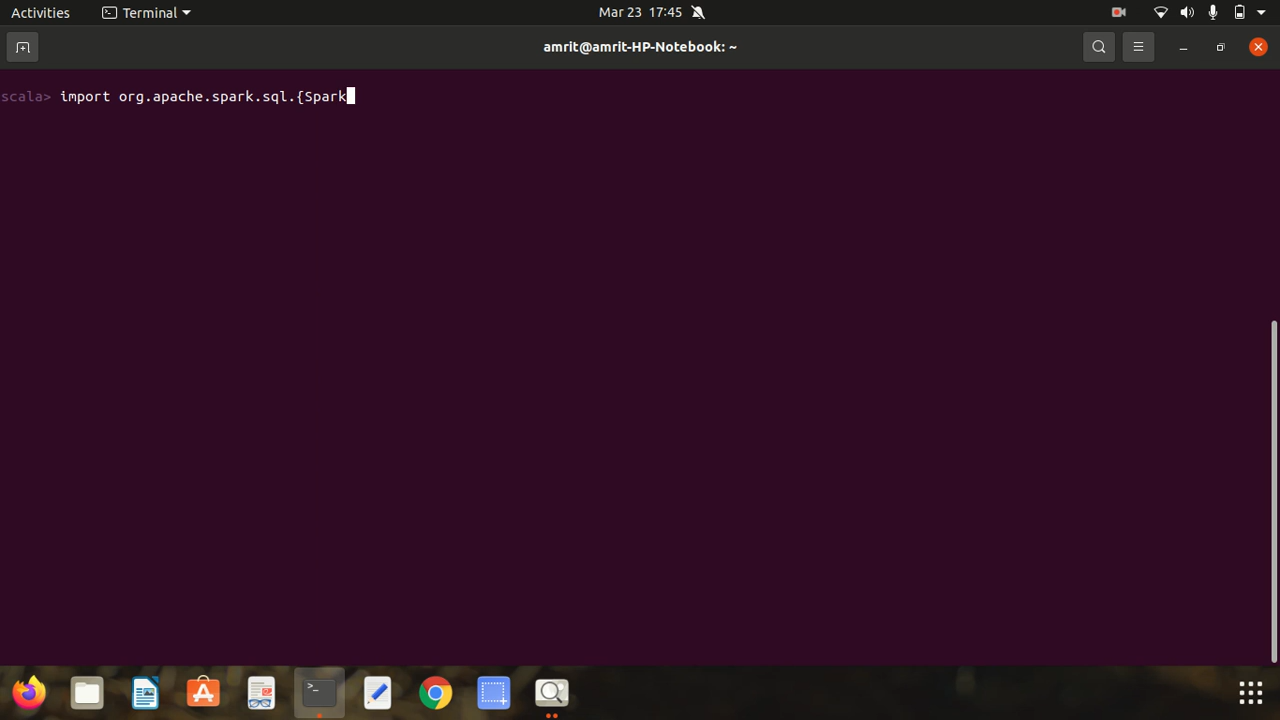 Activities Terminal Mar 23 17:45
amrit@amrit-HP-Notebook: ~
scala> import org.apache.spark.sql.{Spark